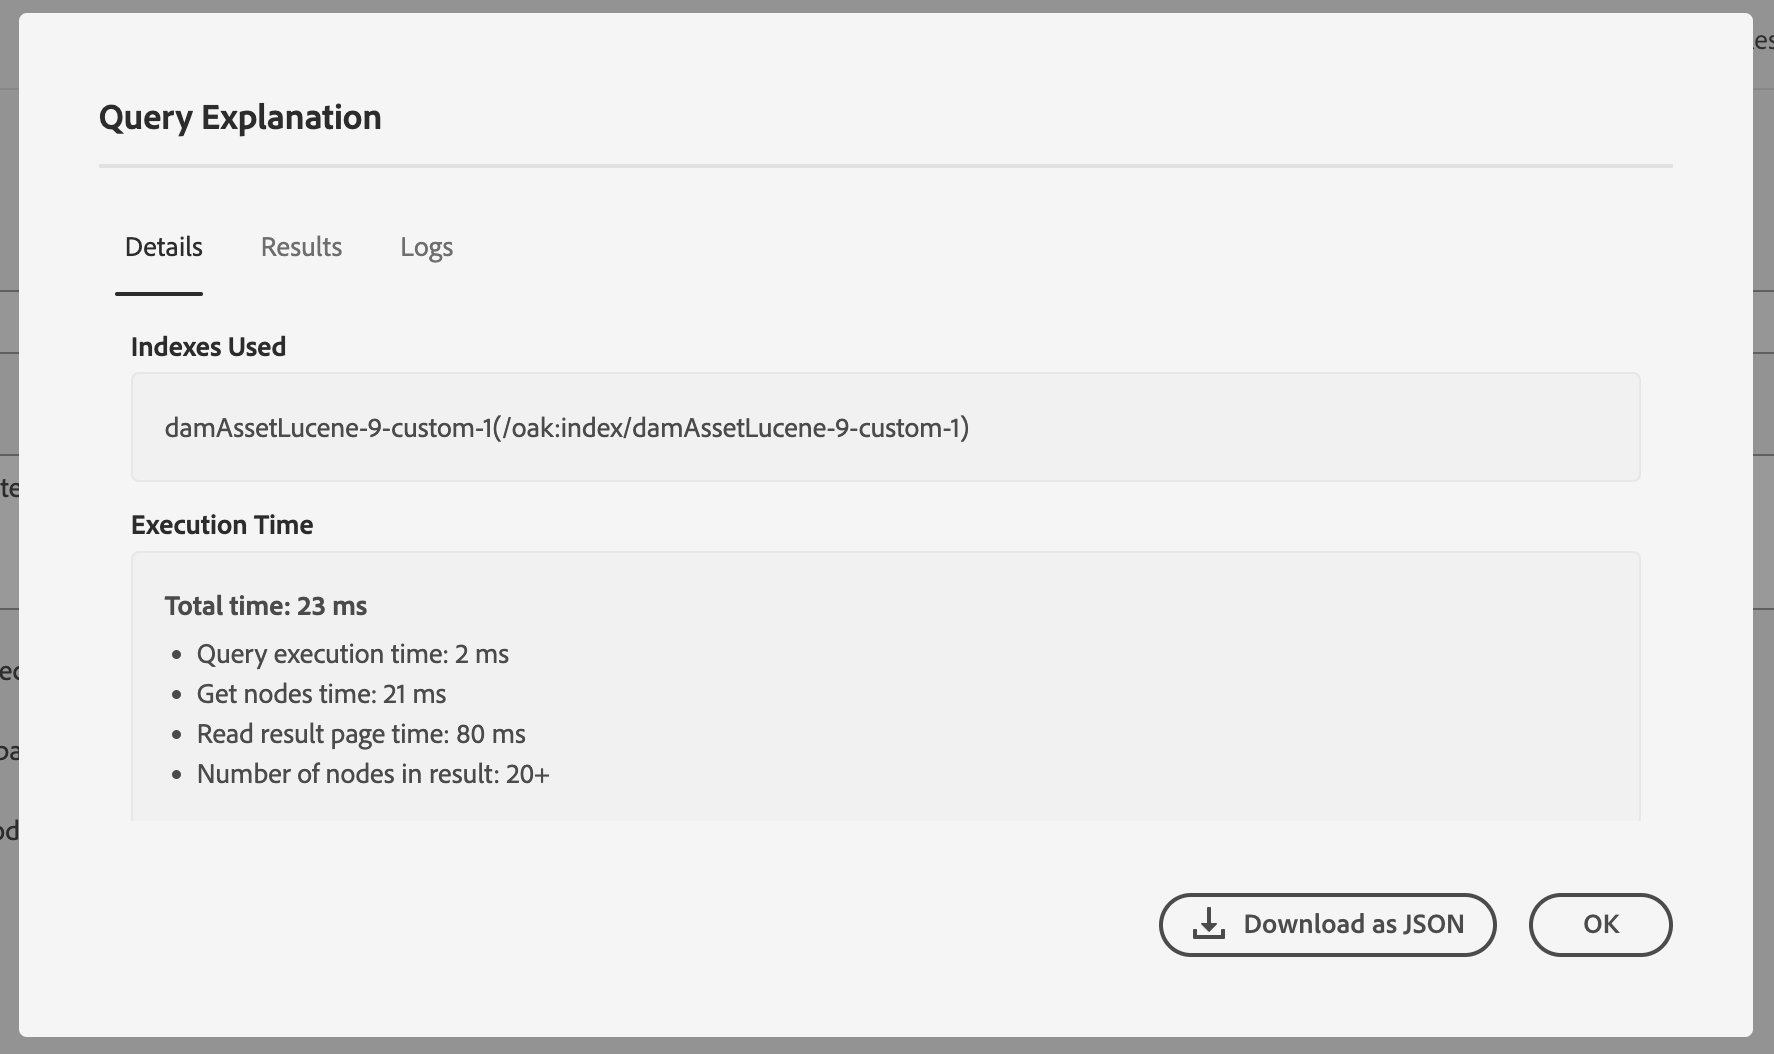 Query Explanation
Details Results Logs
Indexes Used
damAssetLucene-9-custom-1(/oak:index/damAssetLucene-9-custom-1)
Execution Time
Total time: 23 ms
• Query execution time: 2 ms
• Get nodes time: 21 ms
• Read result page time: 80 ms
• Number of nodes in result: 20+
Download as JSON OK